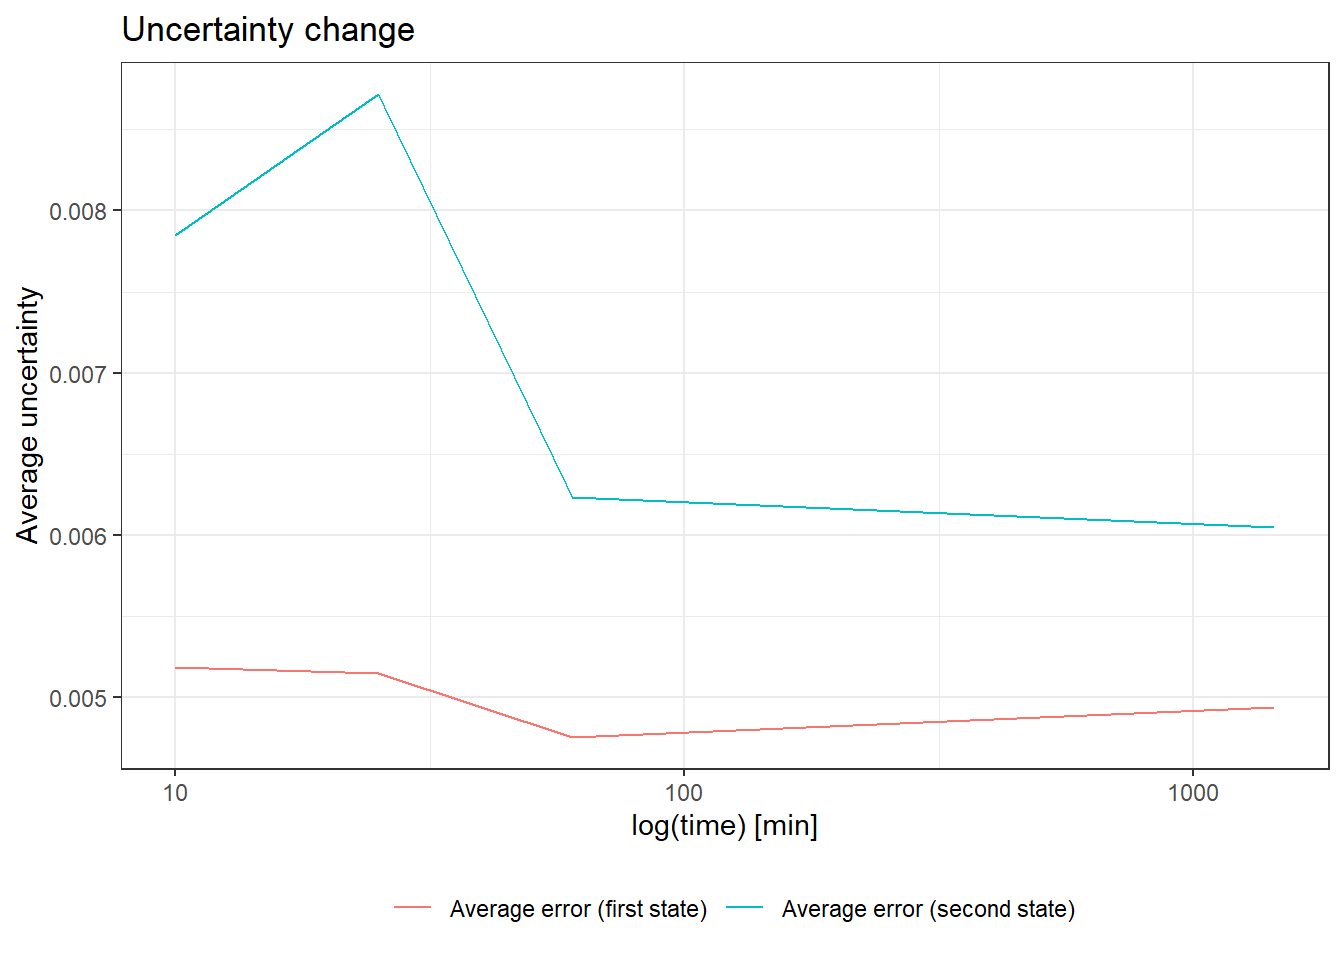 Uncertainty change
Average uncertainty
0.008
0.007
0.006
0.005
10 100 1000
log(time) [min]
Average error (first state) Average error (second state)